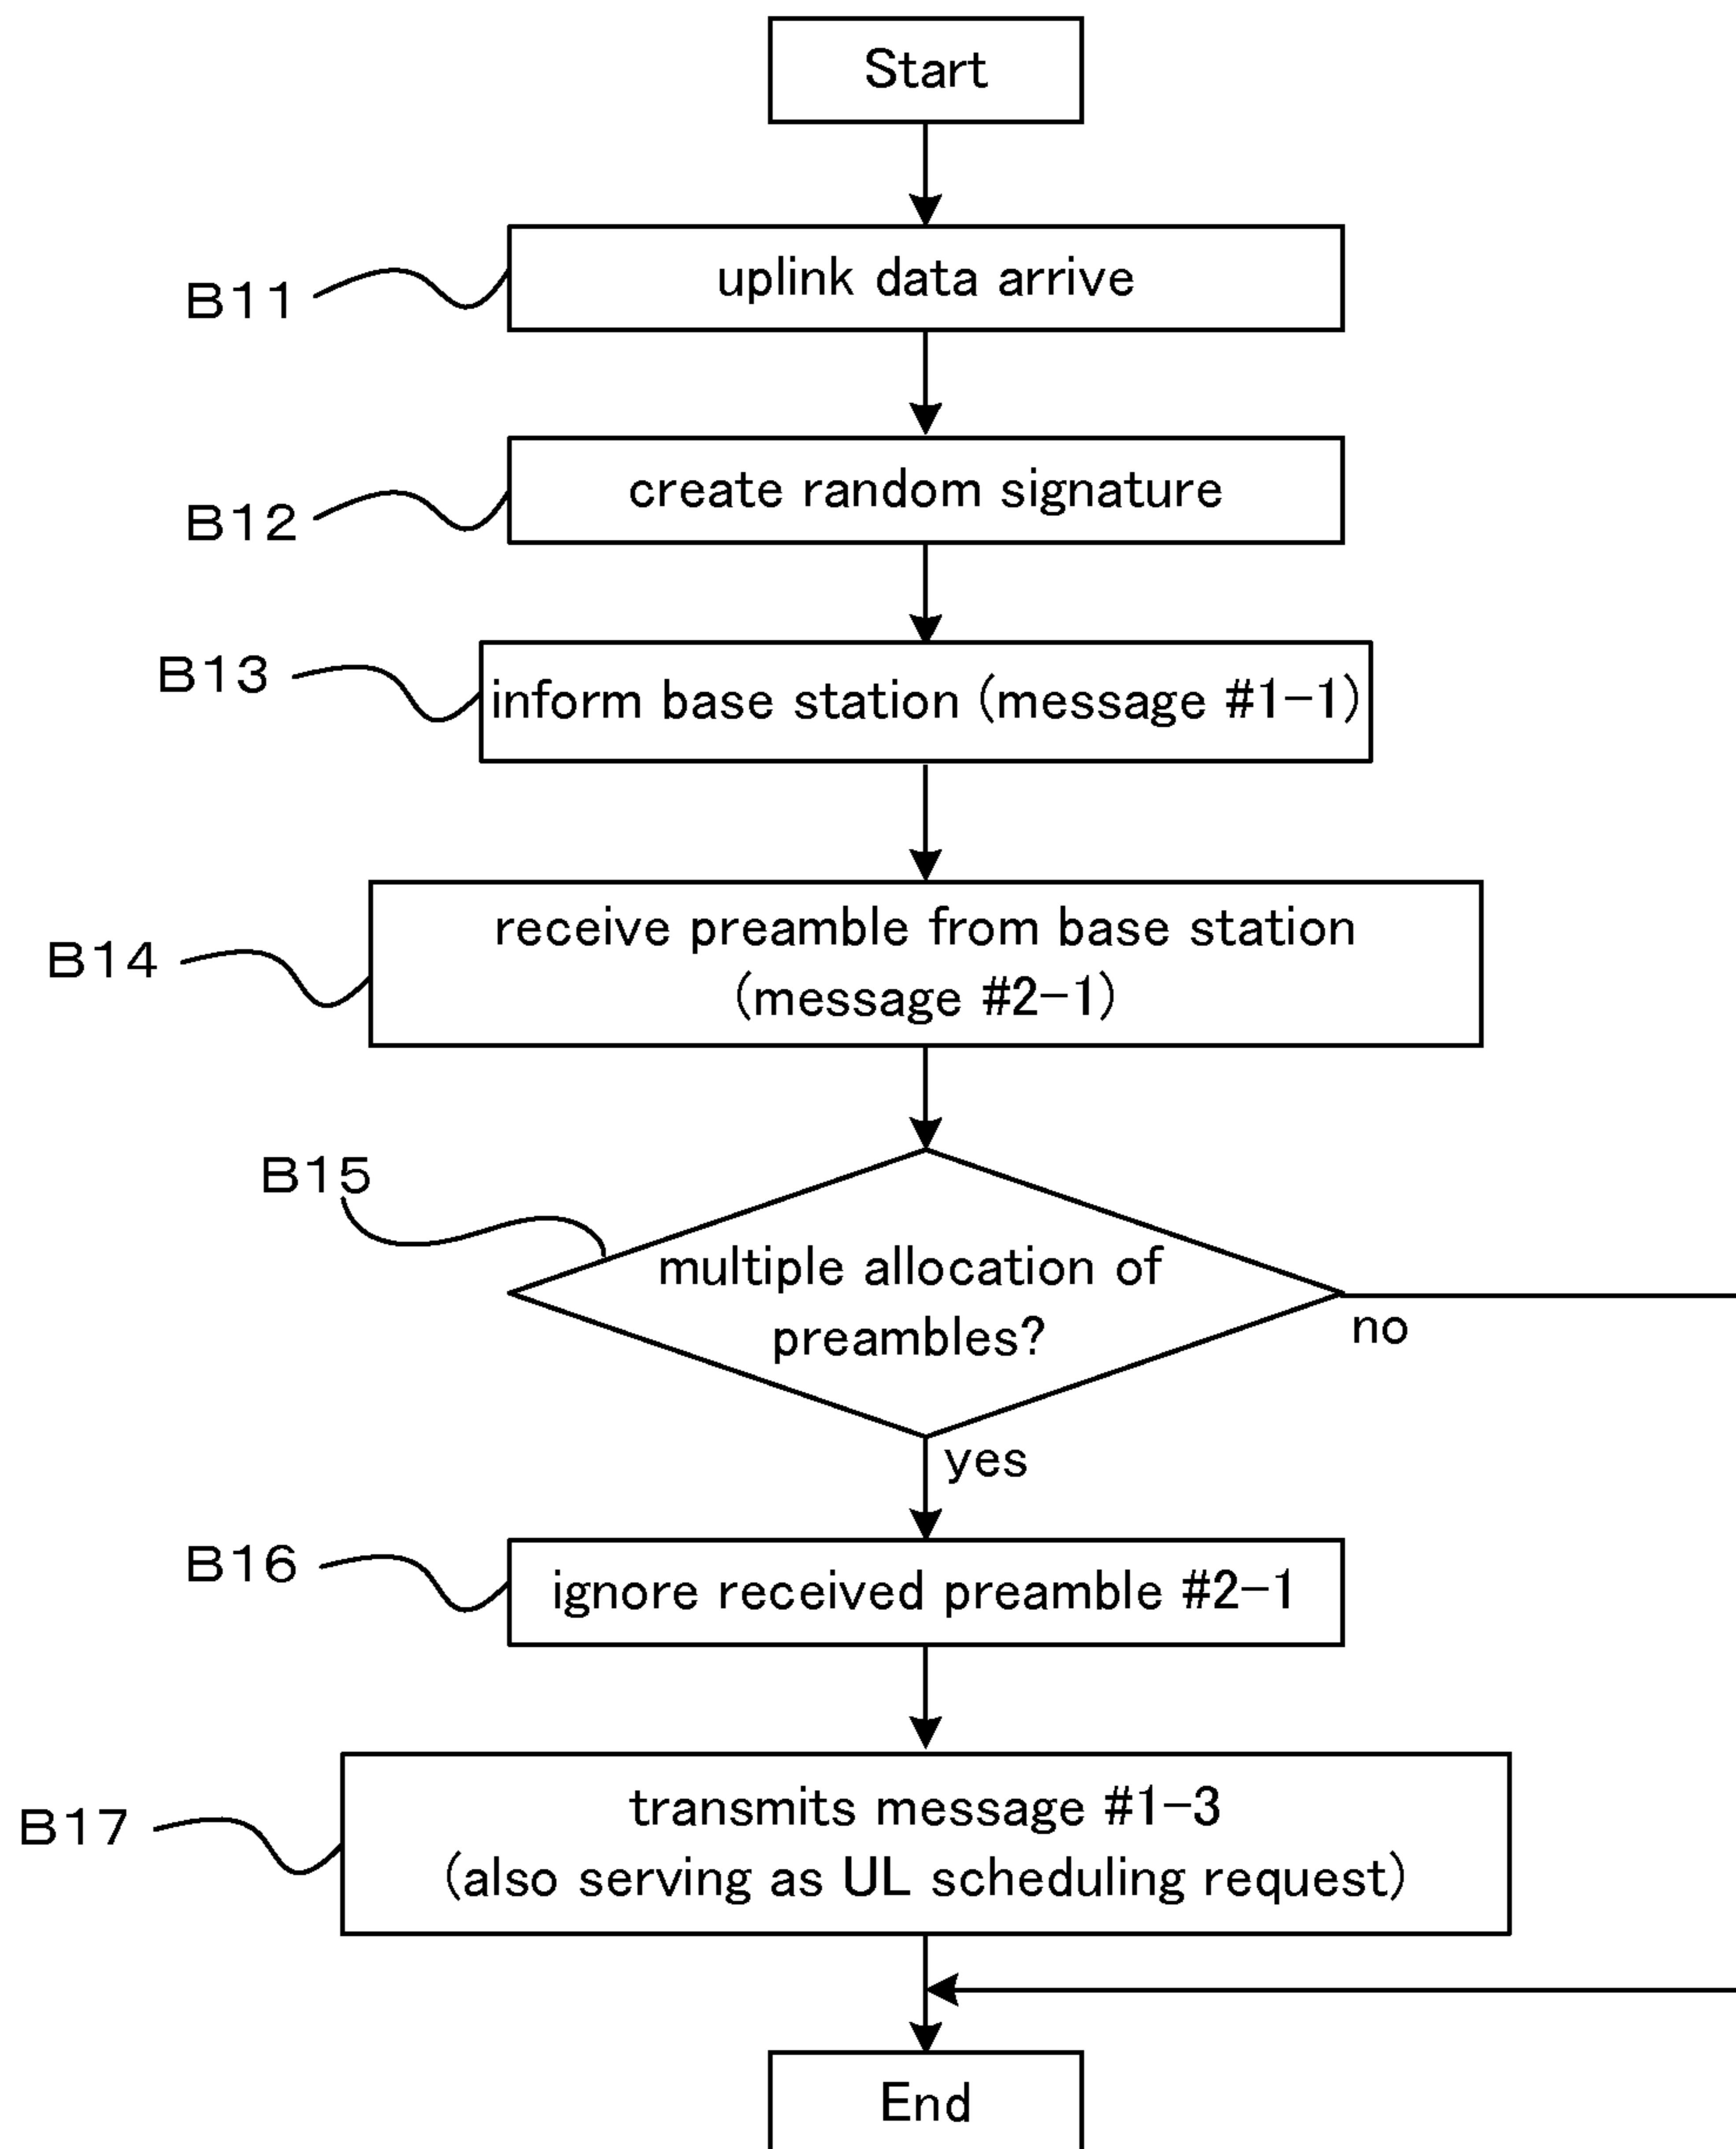 Start
B11
uplink data arrive
B12
create random signature
B13
inform base station (message #1-1)
B14
receive preamble from base station
(message #2-1)
B15
multiple allocation of
preambles?
no
yes
B16
ignore received preamble #2-1
B17
transmits message #1-3
(also serving as UL scheduling request)
End